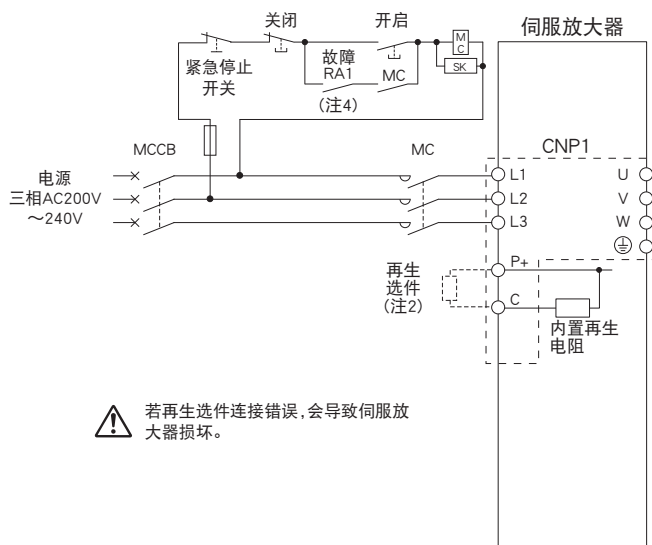 关闭
开启
M
C
SK
伺服放大器
紧急停止
开关
故障
RA1
(注4)
MC
MCCB
MC
CNP1
电源
三相AC200V
～240V
L1
L2
L3
U
V
W
再生
选件
(注2)
P+
C
内置再生
电阻
若再生选件连接错误,会导致伺服放
大器损坏。